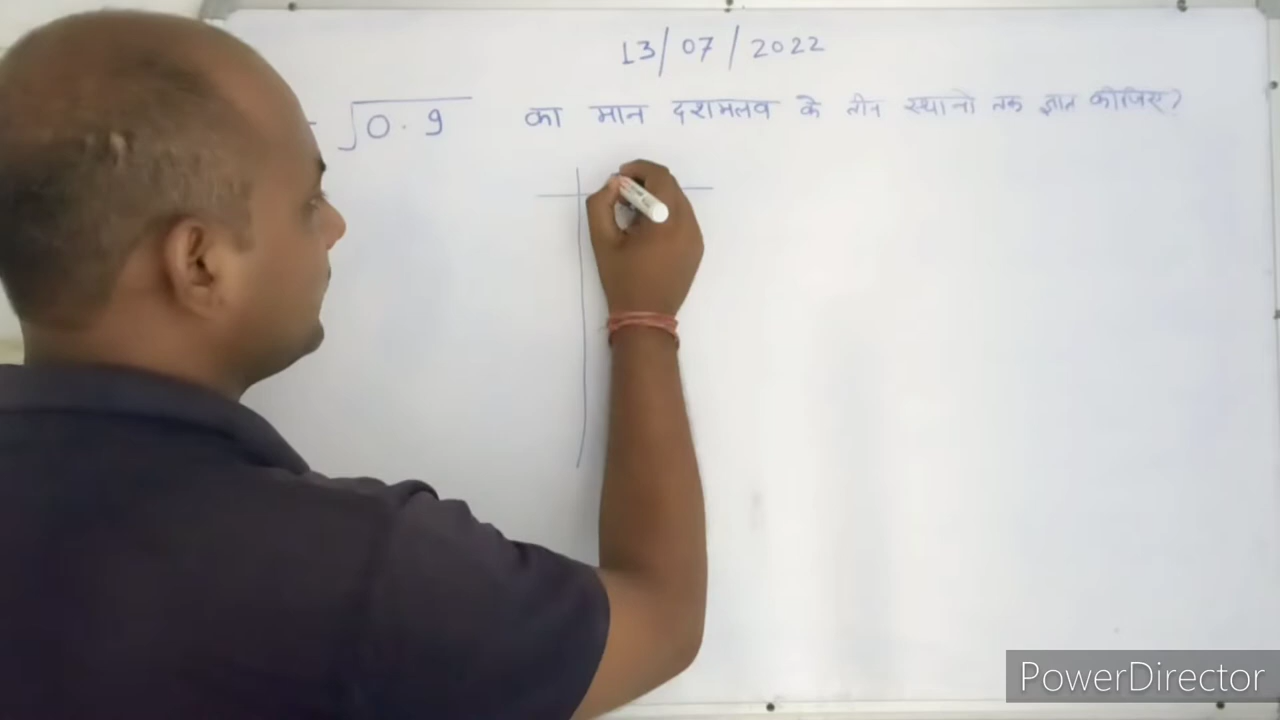 13/07/2022
√0.9 का मान दशमलव के तीन स्थानो तक ज्ञात कीजिए?
PowerDirector